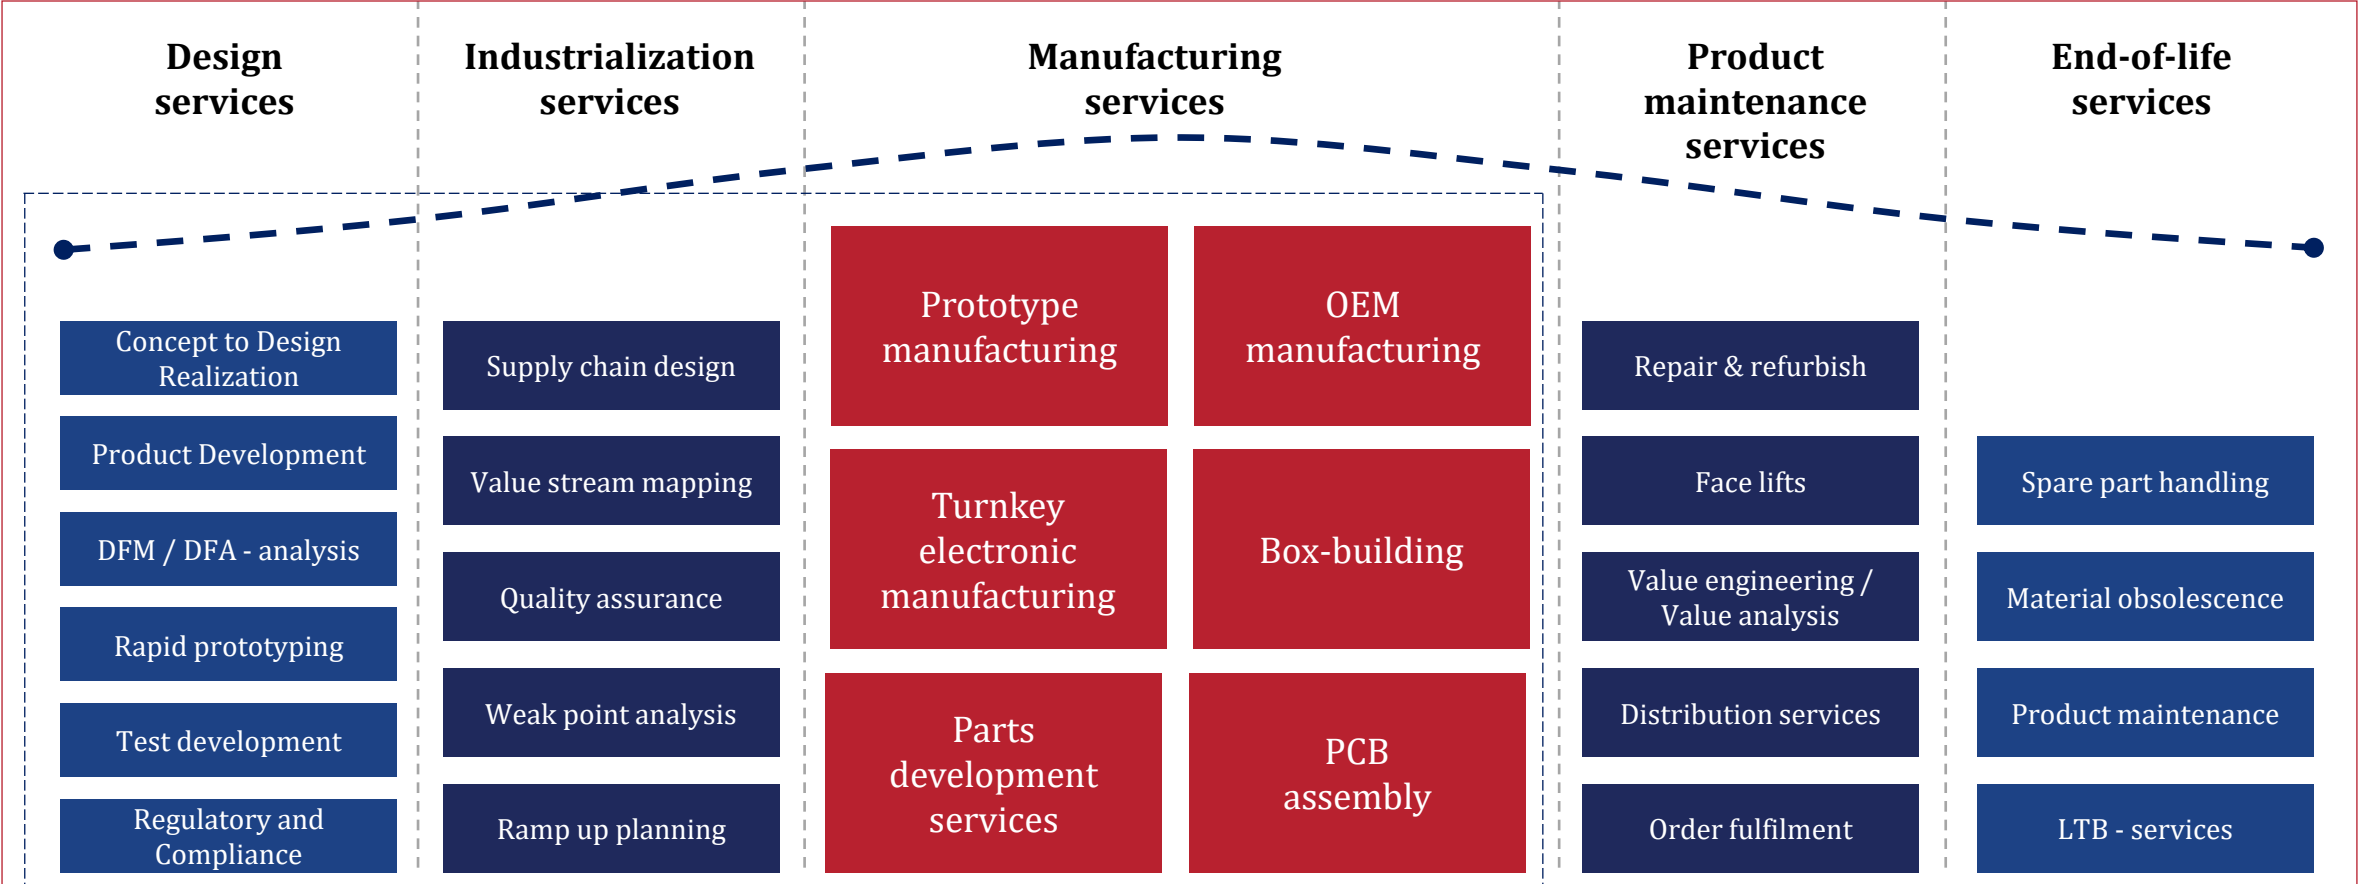 Design
services
Industrialization
services
Manufacturing
services
Product
maintenance
services
End-of-life
services
Concept to Design
Realization
Product Development
DFM / DFA - analysis
Rapid prototyping
Test development
Regulatory and
Compliance
Supply chain design
Value stream mapping
Quality assurance
Weak point analysis
Ramp up planning
Prototype
manufacturing
OEM
manufacturing
Turnkey
electronic
manufacturing
Box-building
Parts
development
services
PCB
assembly
Repair & refurbish
Face lifts
Value engineering /
Value analysis
Distribution services
Order fulfilment
Spare part handling
Material obsolescence
Product maintenance
LTB - services